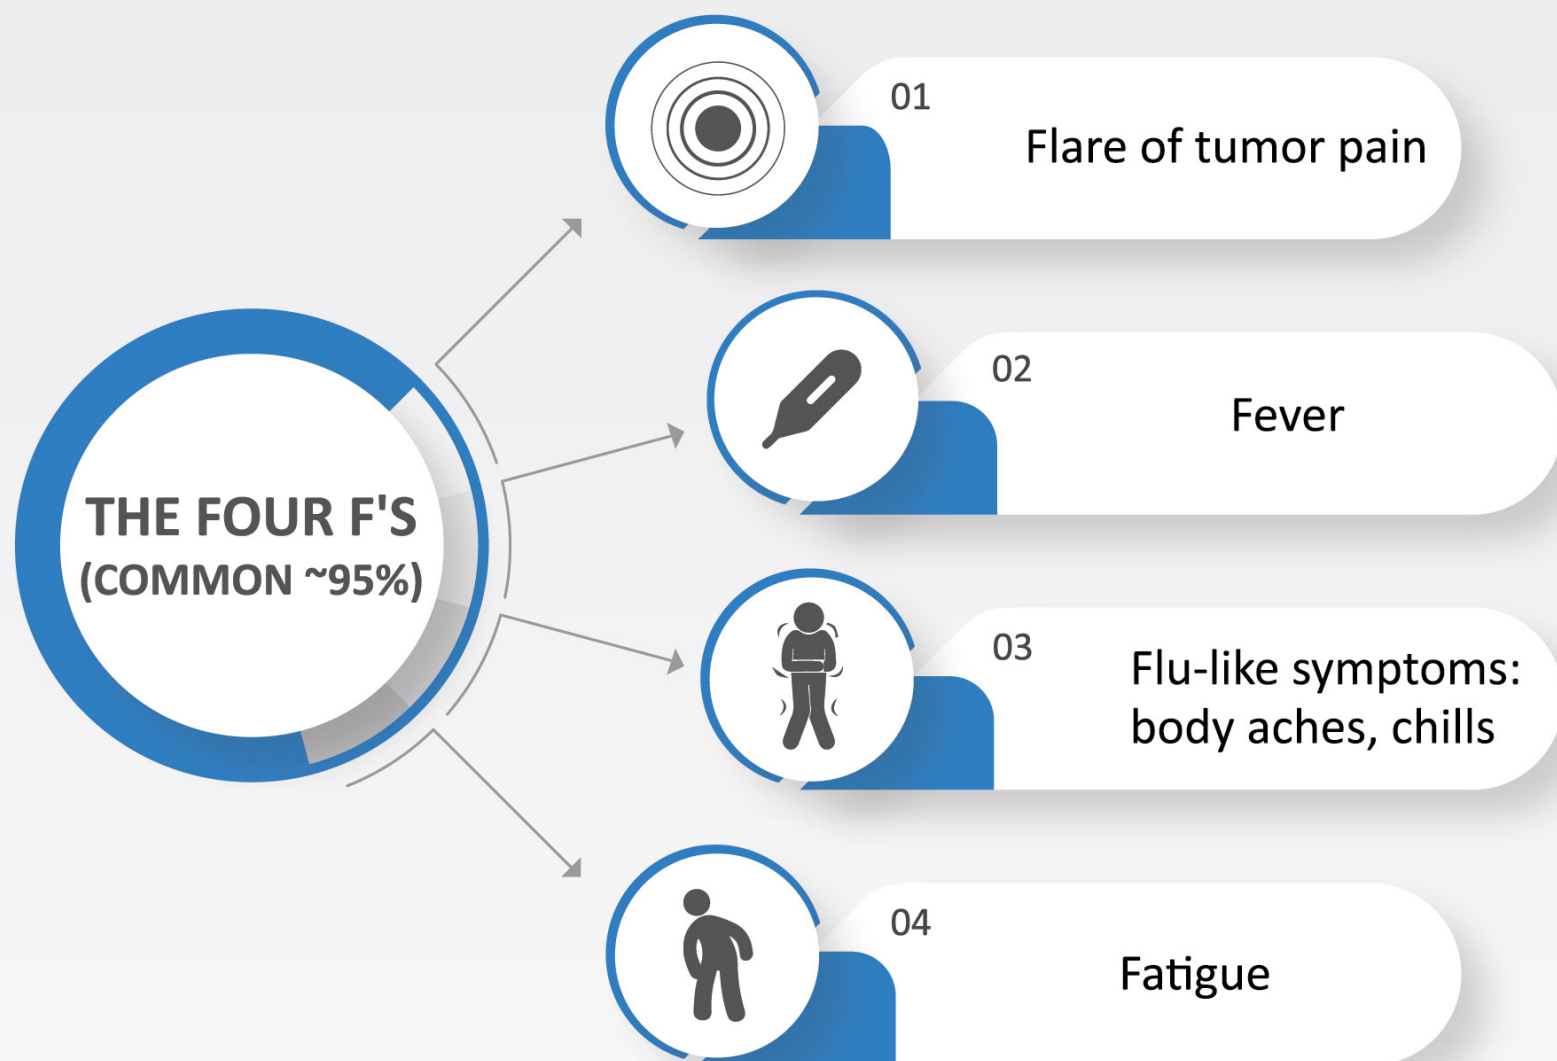 THE FOUR F'S
(COMMON ~95%)
01
Flare of tumor pain
02
Fever
03
Flu-like symptoms:
body aches, chills
04
Fatigue